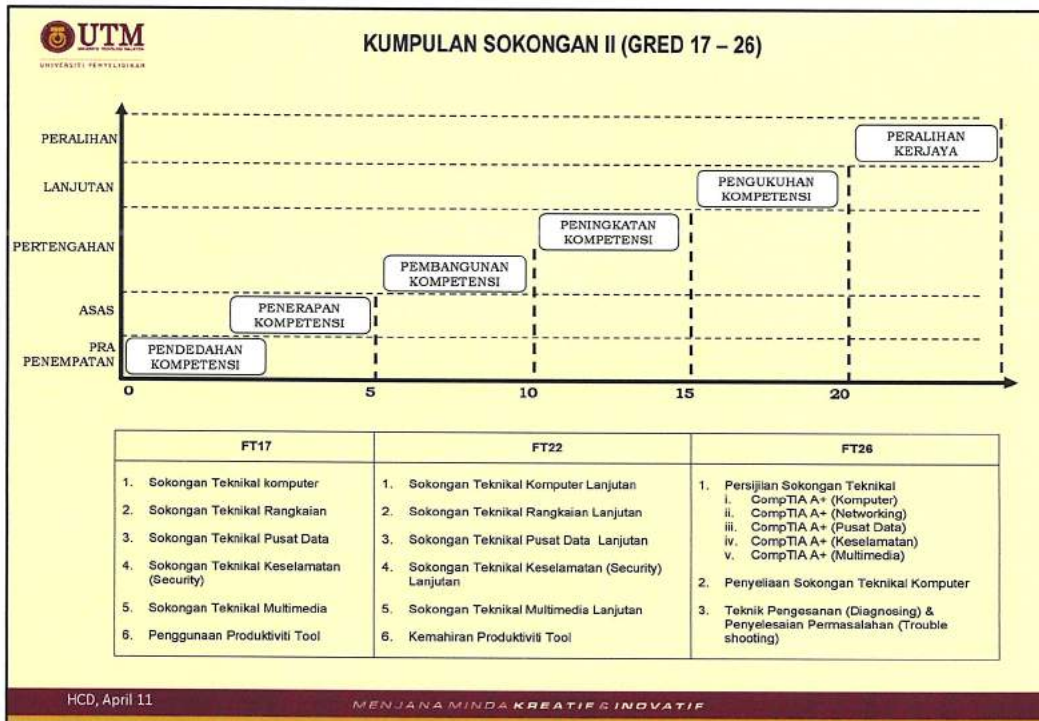 UTM
UNIVERSITI TEKNOLOGI MALAYSIA
UNIVERSITI PENYELIDIKAN
KUMPULAN SOKONGAN II (GRED 17 – 26)
PERALIHAN
PERALIHAN
KERJAYA
LANJUTAN
PENGUKUHAN
KOMPETENSI
PERTENGAHAN
PENINGKATAN
KOMPETENSI
PEMBANGUNAN
KOMPETENSI
ASAS
PENERAPAN
KOMPETENSI
PRA
PENEMPATAN
PENDEDAHAN
KOMPETENSI
0 5 10 15 20
FT17
1. Sokongan Teknikal komputer
2. Sokongan Teknikal Rangkaian
3. Sokongan Teknikal Pusat Data
4. Sokongan Teknikal Keselamatan
(Security)
5. Sokongan Teknikal Multimedia
6. Penggunaan Produktiviti Tool
FT22
1. Sokongan Teknikal Komputer Lanjutan
2. Sokongan Teknikal Rangkaian Lanjutan
3. Sokongan Teknikal Pusat Data Lanjutan
4. Sokongan Teknikal Keselamatan (Security)
Lanjutan
5. Sokongan Teknikal Multimedia Lanjutan
6. Kemahiran Produktiviti Tool
FT26
1. Persijilan Sokongan Teknikal
i. CompTIA A+ (Komputer)
ii. CompTIA A+ (Networking)
iii. CompTIA A+ (Pusat Data)
iv. CompTIA A+ (Keselamatan)
v. CompTIA A+ (Multimedia)
2. Penyeliaan Sokongan Teknikal Komputer
3. Teknik Pengesanan (Diagnosing) &
Penyelesaian Permasalahan (Trouble
shooting)
HCD, April 11
MENJANA MINDA KREATIF & INOVATIF